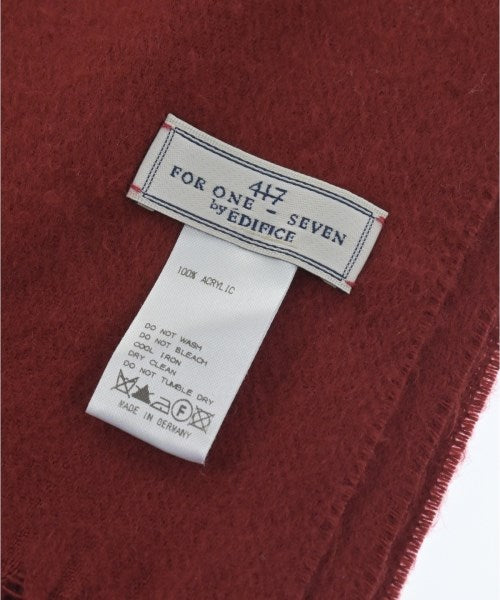 417
FOR ONE - SEVEN
by EDIFICE
100% ACRYLIC
DO NOT WASH
DO NOT BLEACH
COOL IRON
DRY CLEAN
DO NOT TUMBLE DRY
F
MADE IN GERMANY